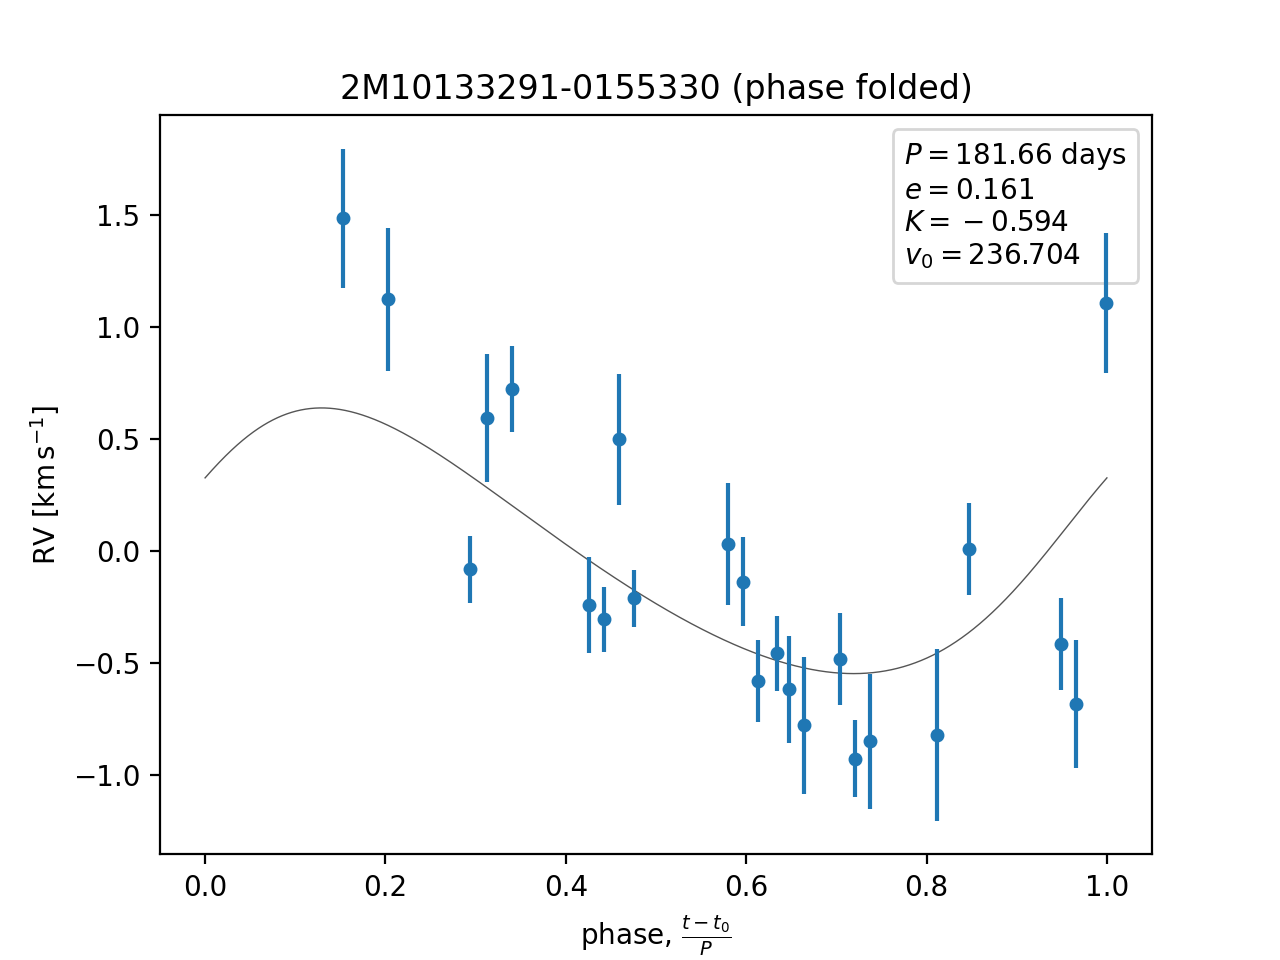 2M10133291-0155330 (phase folded)
P = 181.66 days
e = 0.161
K = −0.594
v₀ = 236.704
1.5
1.0
0.5
0.0
−0.5
−1.0
RV [km s⁻¹]
0.0 0.2 0.4 0.6 0.8 1.0
phase, (t − t₀)/P